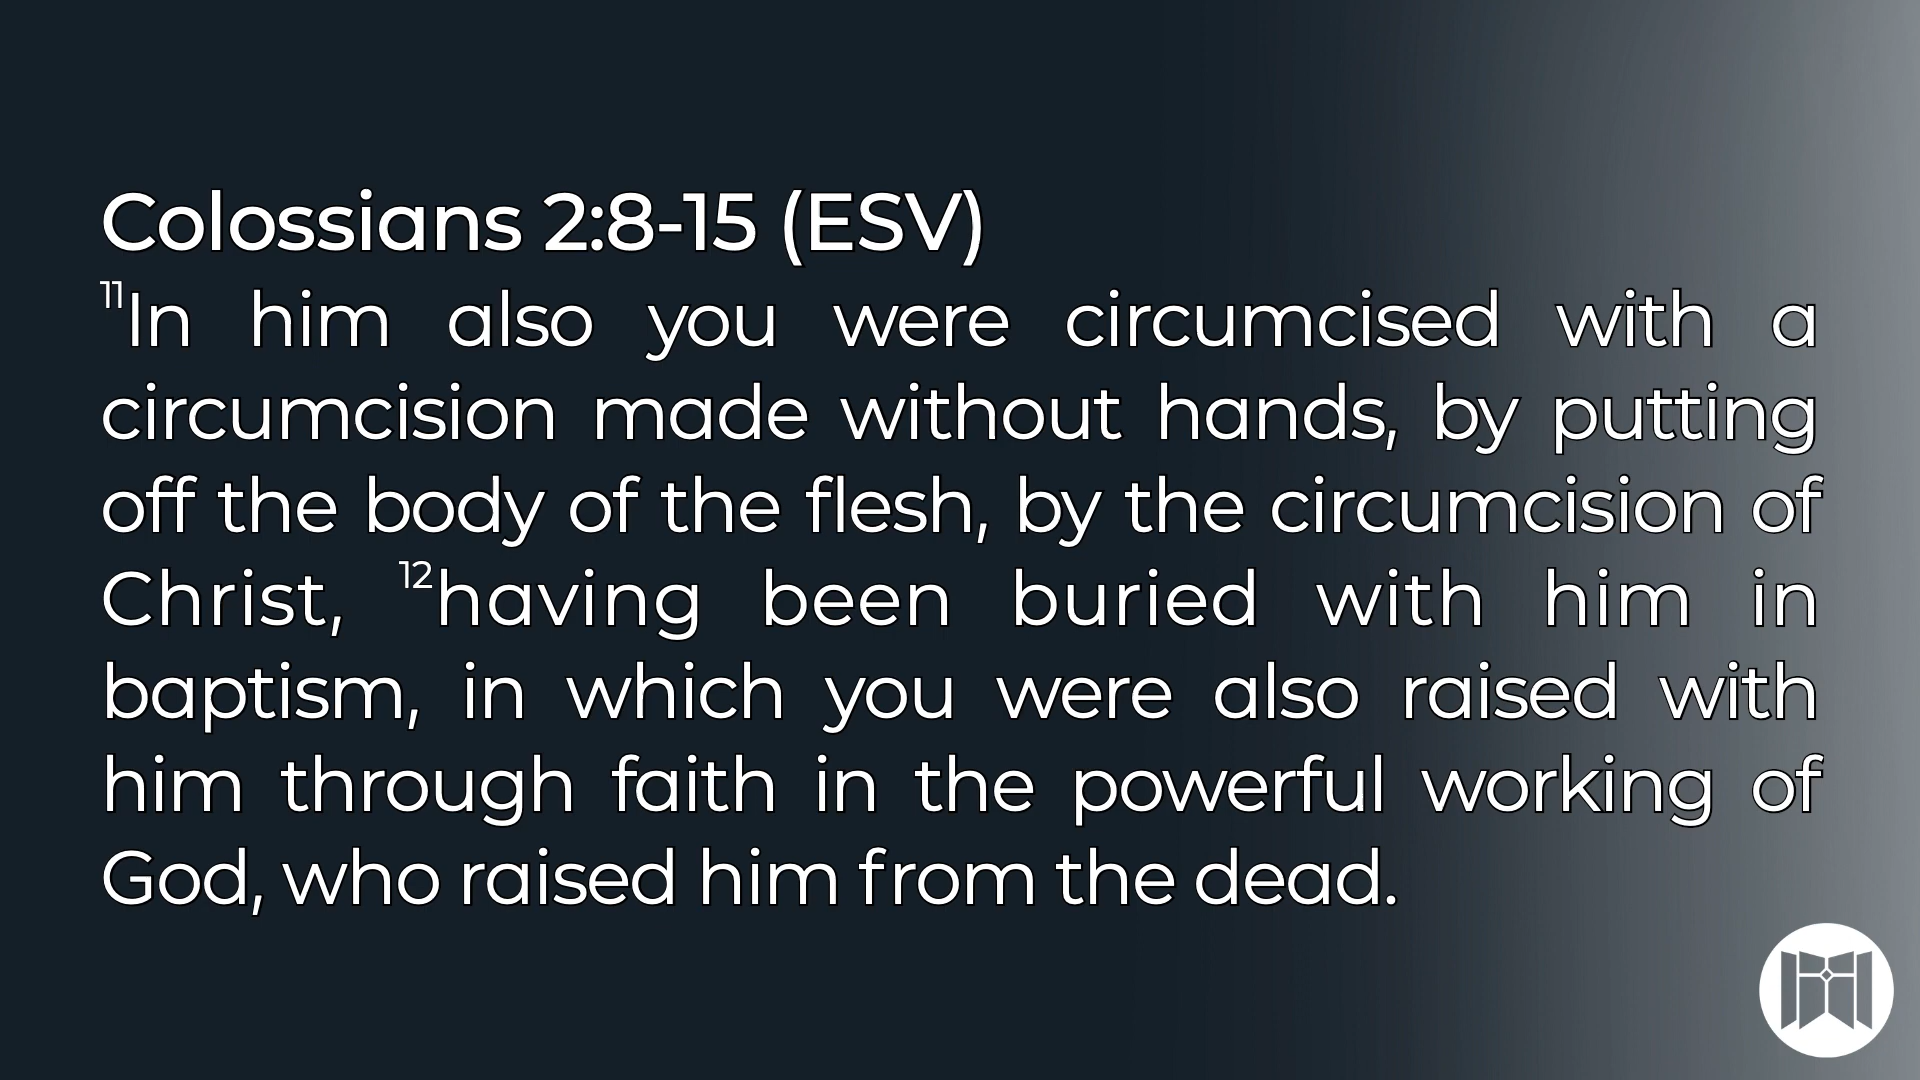 Colossians 2:8-15 (ESV)
11In him also you were circumcised with a
circumcision made without hands, by putting
off the body of the flesh, by the circumcision of
Christ, 12having been buried with him in
baptism, in which you were also raised with
him through faith in the powerful working of
God, who raised him from the dead.